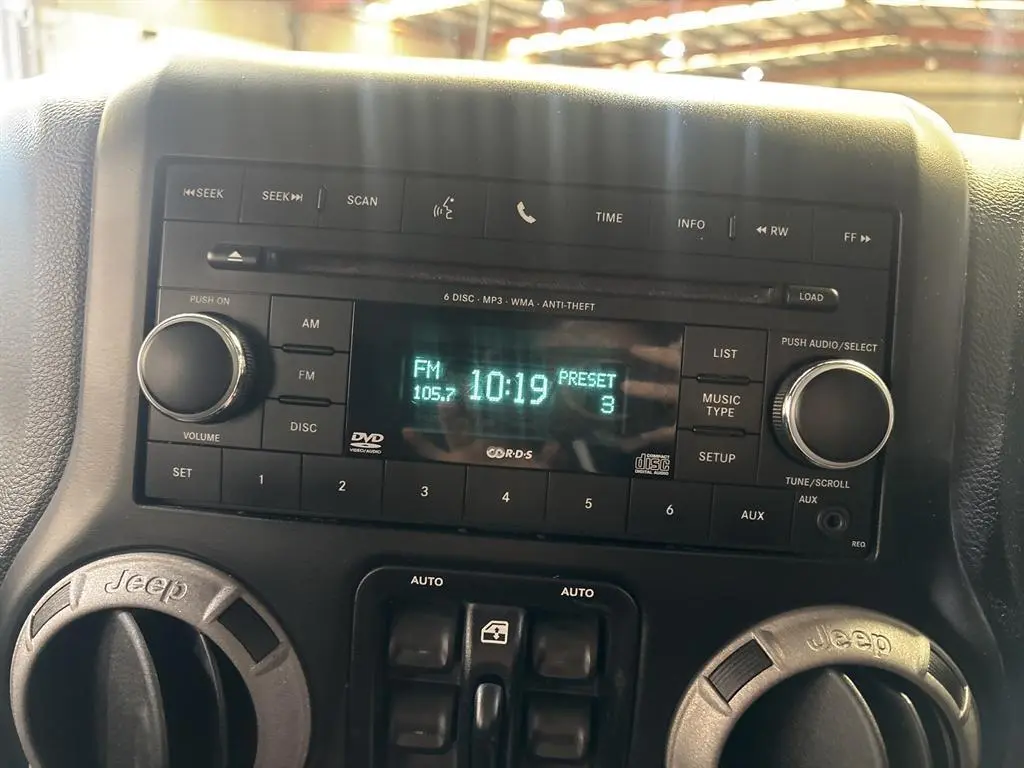 SEEK
SEEK
SCAN
TIME
INFO
RW
FF
LOAD
6 DISC · MP3 · WMA · ANTI-THEFT
PUSH ON
PUSH AUDIO/SELECT
AM
FM
DISC
VOLUME
FM
105.7
10:19
PRESET
3
LIST
MUSIC
TYPE
SETUP
DVD
VIDEO/AUDIO
R·D·S
COMPACT
disc
DIGITAL AUDIO
TUNE/SCROLL
SET
1
2
3
4
5
6
AUX
AUX
REQ
Jeep
AUTO
AUTO
Jeep